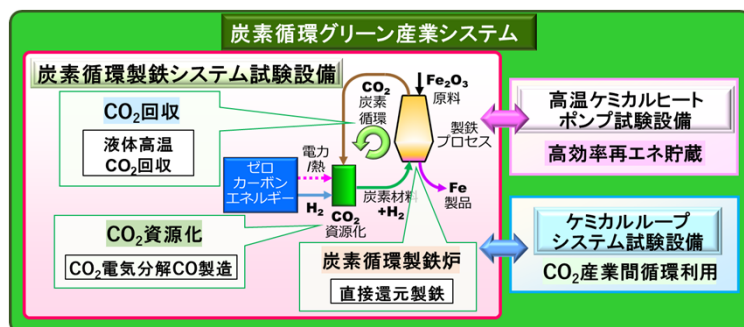 炭素循環グリーン産業システム
炭素循環製鉄システム試験設備
CO₂回収
液体高温
CO₂回収
CO₂
炭素
循環
Fe₂O₃
原料
製鉄
プロセス
電力
/熱
ゼロ
カーボン
エネルギー
H₂
CO₂
資源化
炭素材料
+H₂
Fe
製品
CO₂資源化
CO₂電気分解CO製造
炭素循環製鉄炉
直接還元製鉄
高温ケミカルヒート
ポンプ試験設備
高効率再エネ貯蔵
ケミカルループ
システム試験設備
CO₂産業間循環利用